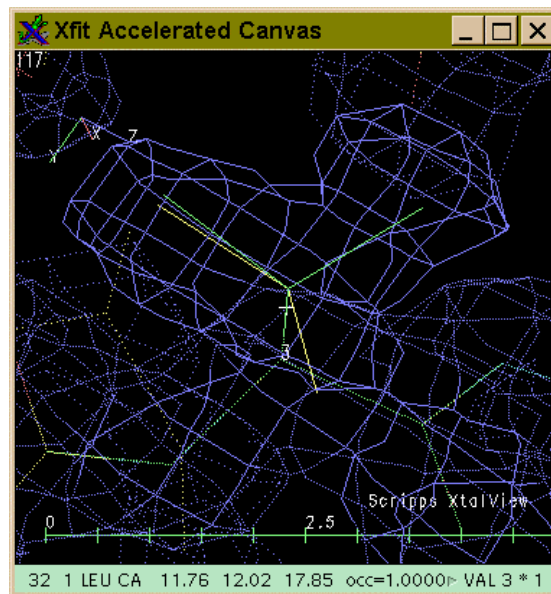 Xfit Accelerated Canvas
117
X
Z
Y
3
Scripps XtalView
0
2.5
32 1 LEU CA 11.76 12.02 17.85 occ=1.0000 VAL 3 * 1